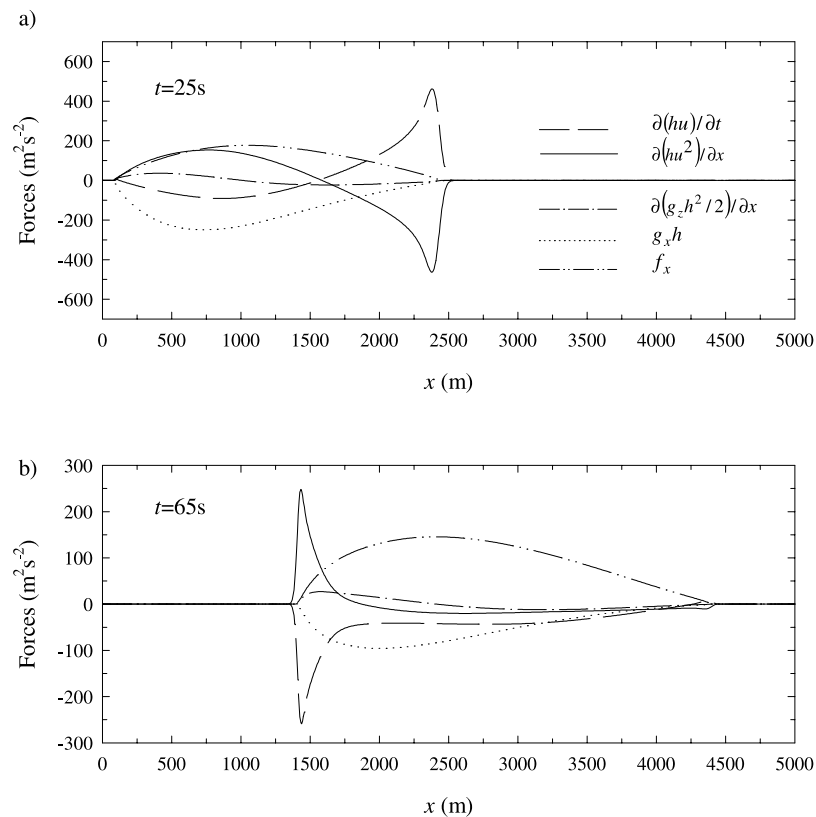 a)
600
400
200
0
-200
-400
-600
Forces (m²s⁻²)
t=25s
∂(hu)/∂t
∂(hu²)/∂x
∂(g_z h²/2)/∂x
g_x h
f_x
0 500 1000 1500 2000 2500 3000 3500 4000 4500 5000
x (m)
b)
300
200
100
0
-100
-200
-300
Forces (m²s⁻²)
t=65s
0 500 1000 1500 2000 2500 3000 3500 4000 4500 5000
x (m)